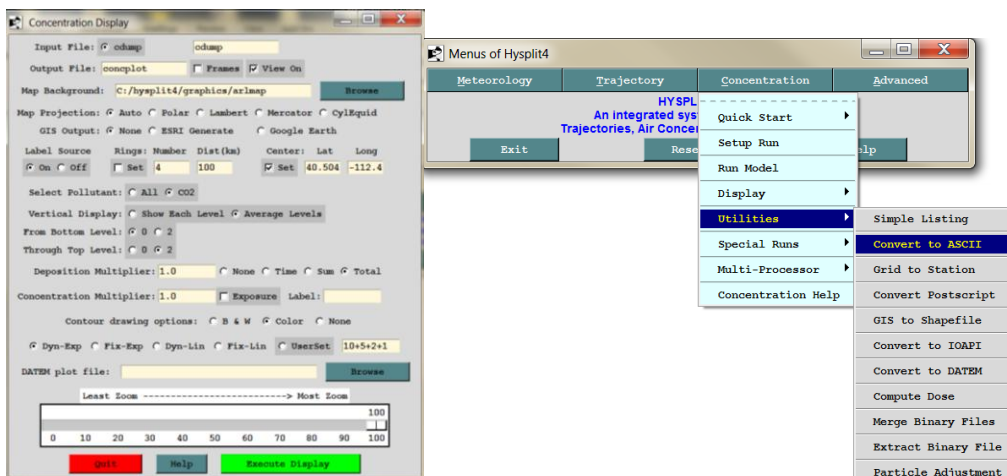 Concentration Display
Input File: cdump cdump
Output File: concplot Frames View On
Map Background: C:/hysplit4/graphics/arlmap Browse
Map Projection: Auto Polar Lambert Mercator CylEquid
GIS Output: None ESRI Generate Google Earth
Label Source Rings: Number Dist(km) Center: Lat Long
On Off Set 4 100 Set 40.504 -112.4
Select Pollutant: All CO2
Vertical Display: Show Each Level Average Levels
From Bottom Level: 0 2
Through Top Level: 0 2
Deposition Multiplier: 1.0 None Time Sum Total
Concentration Multiplier: 1.0 Exposure Label:
Contour drawing options: B & W Color None
Dyn-Exp Fix-Exp Dyn-Lin Fix-Lin UserSet 10+5+2+1
DATEM plot file: Browse
Least Zoom --------------------------> Most Zoom
100
0 10 20 30 40 50 60 70 80 90 100
Quit Help Execute Display
Menus of Hysplit4
Meteorology Trajectory Concentration Advanced
HYSPL
An integrated sys
Trajectories, Air Concer
Exit Rese lp
Quick Start
Setup Run
Run Model
Display
Utilities
Special Runs
Multi-Processor
Concentration Help
Simple Listing
Convert to ASCII
Grid to Station
Convert Postscript
GIS to Shapefile
Convert to IOAPI
Convert to DATEM
Compute Dose
Merge Binary Files
Extract Binary File
Particle Adjustment